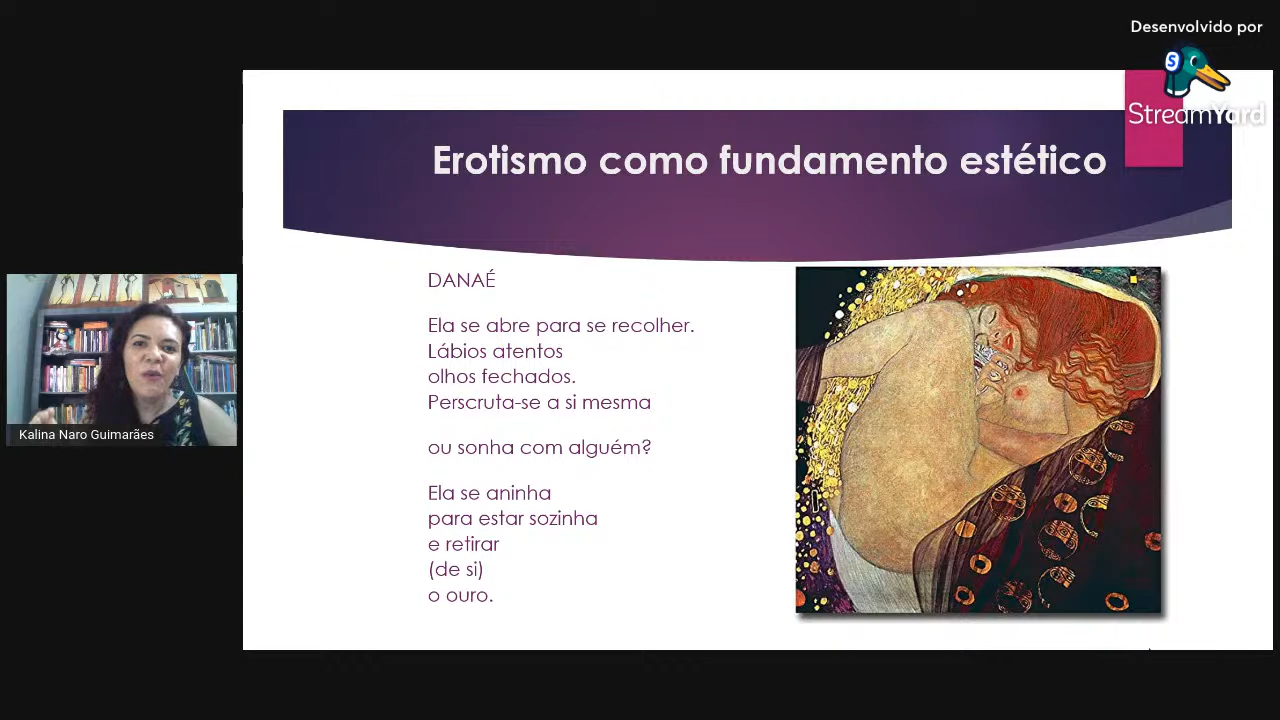 Desenvolvido por
StreamYard
Erotismo como fundamento estético
DANAÉ
Ela se abre para se recolher.
Lábios atentos
olhos fechados.
Perscruta-se a si mesma
ou sonha com alguém?
Ela se aninha
para estar sozinha
e retirar
(de si)
o ouro.
Kalina Naro Guimarães